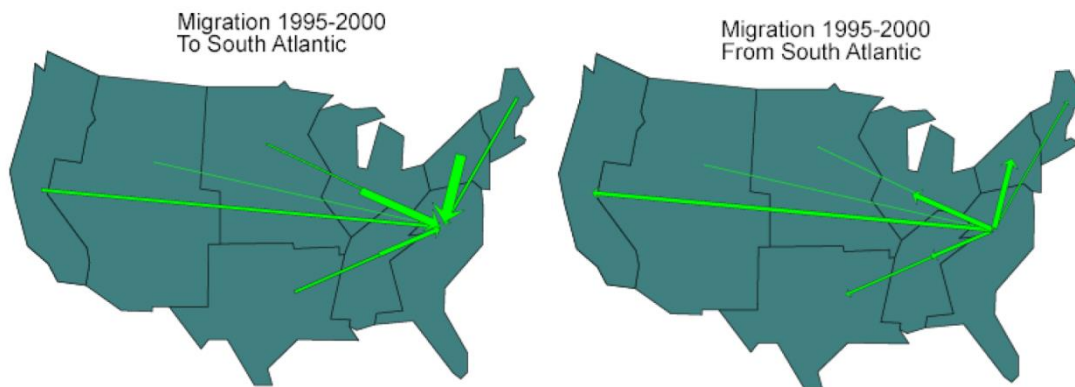 Migration 1995-2000
To South Atlantic
Migration 1995-2000
From South Atlantic